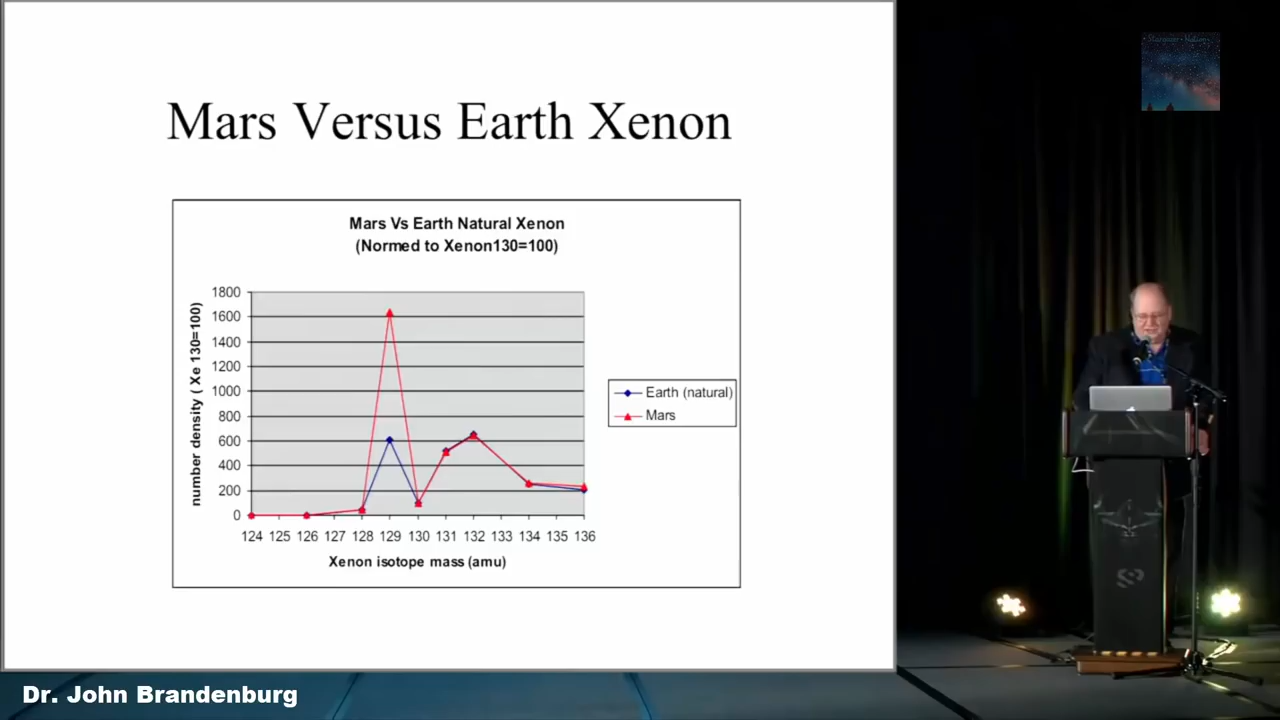 Mars Versus Earth Xenon
Mars Vs Earth Natural Xenon
(Normed to Xenon130=100)
number density ( Xe 130=100)
1800
1600
1400
1200
1000
800
600
400
200
0
124 125 126 127 128 129 130 131 132 133 134 135 136
Xenon isotope mass (amu)
Earth (natural)
Mars
Dr. John Brandenburg